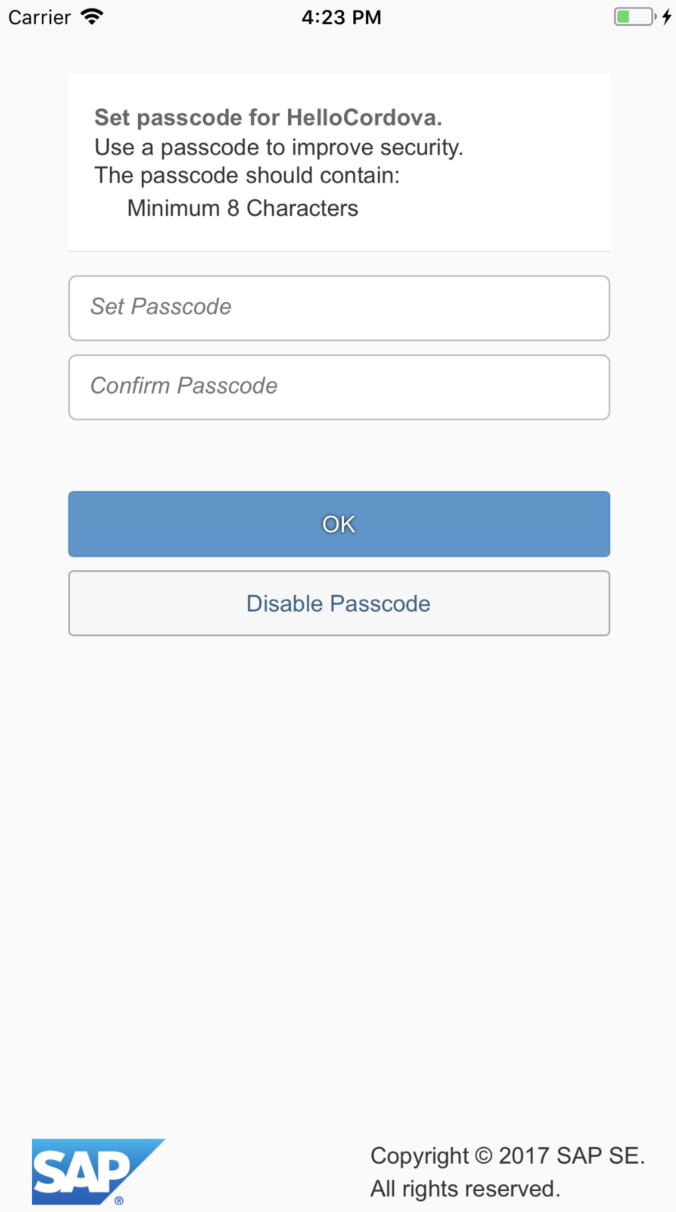 Carrier 4:23 PM
Set passcode for HelloCordova.
Use a passcode to improve security.
The passcode should contain:
Minimum 8 Characters
Set Passcode
Confirm Passcode
OK
Disable Passcode
SAP®
Copyright © 2017 SAP SE.
All rights reserved.